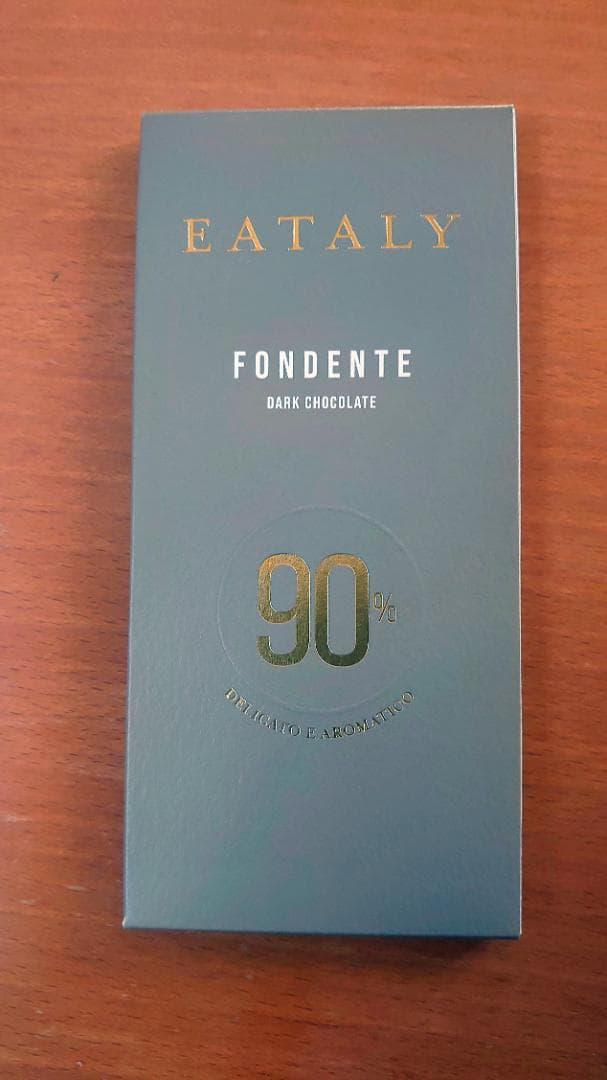 EATALY
FONDENTE
DARK CHOCOLATE
90%
DELICATO E AROMATICO